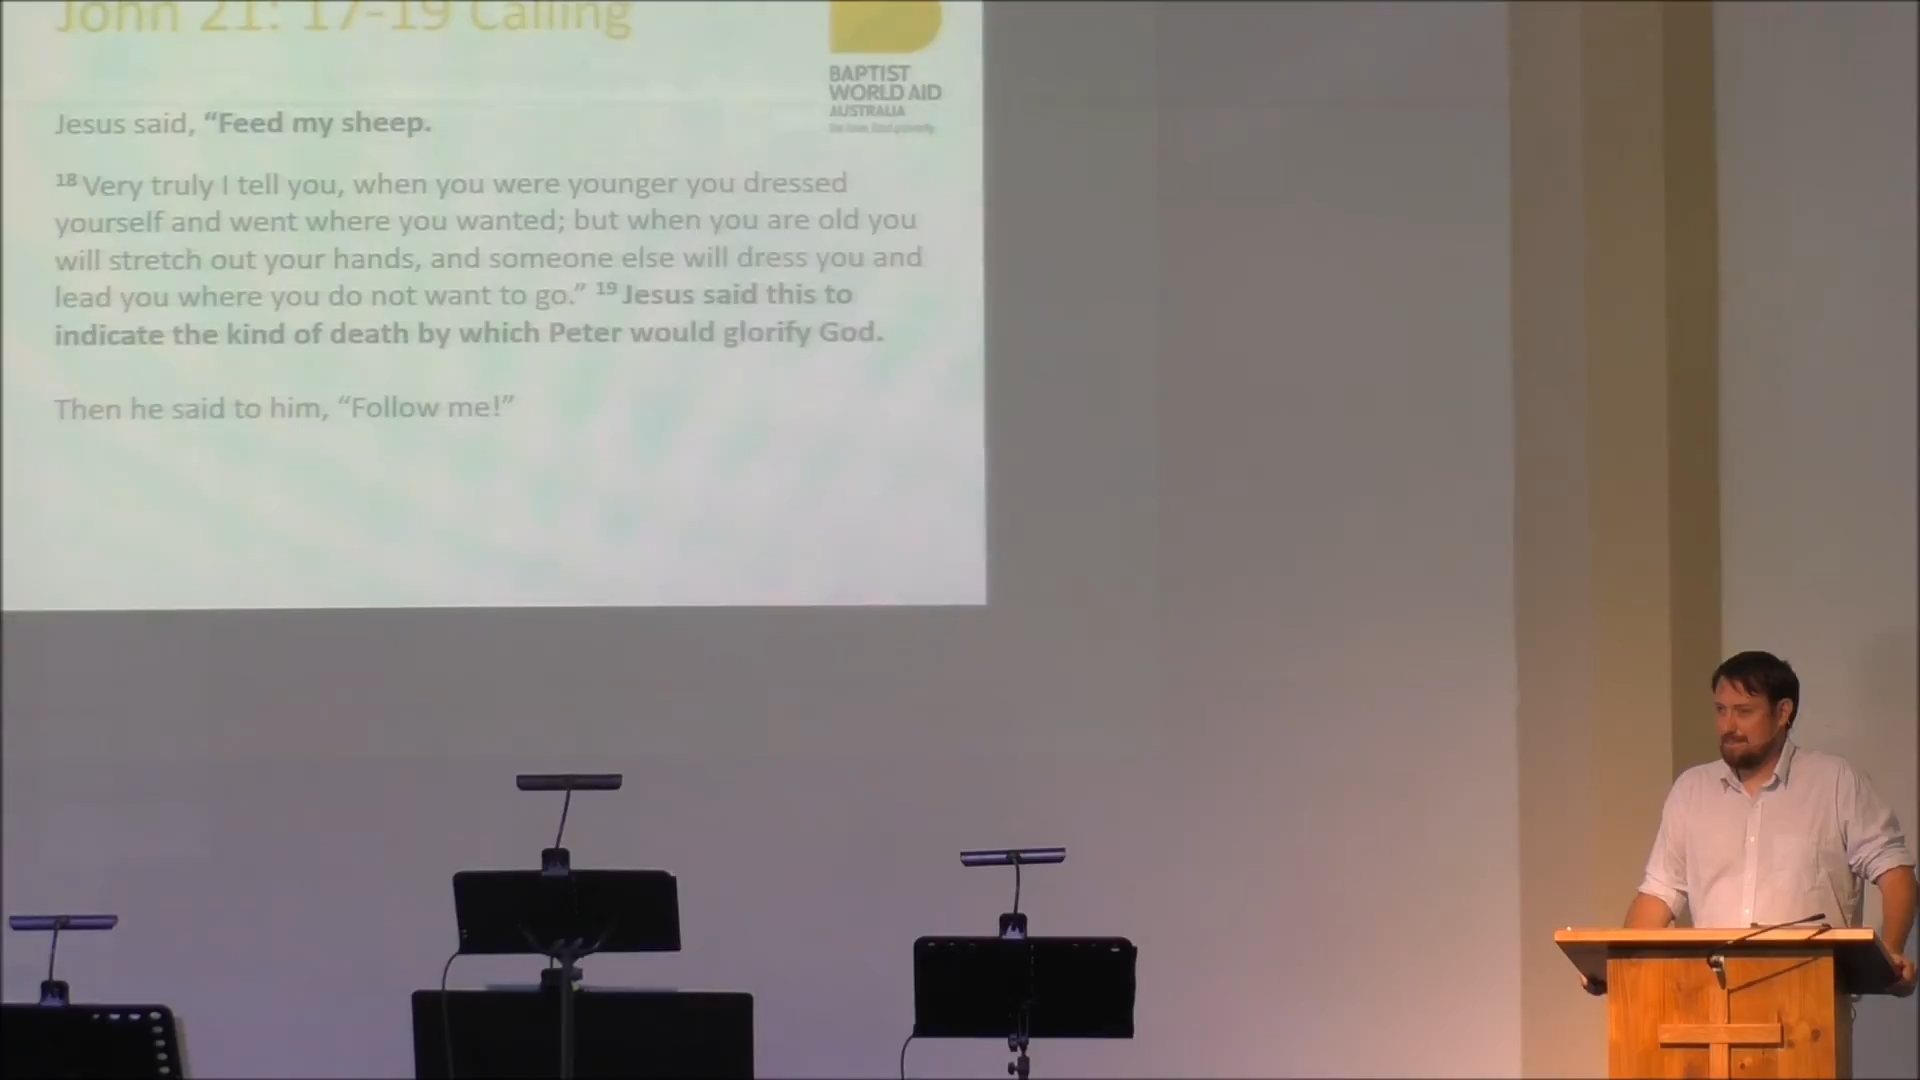 John 21: 17-19 Calling
BAPTIST
WORLD AID
AUSTRALIA
Jesus said, “Feed my sheep.
18 Very truly I tell you, when you were younger you dressed
yourself and went where you wanted; but when you are old you
will stretch out your hands, and someone else will dress you and
lead you where you do not want to go.” 19 Jesus said this to
indicate the kind of death by which Peter would glorify God.
Then he said to him, “Follow me!”